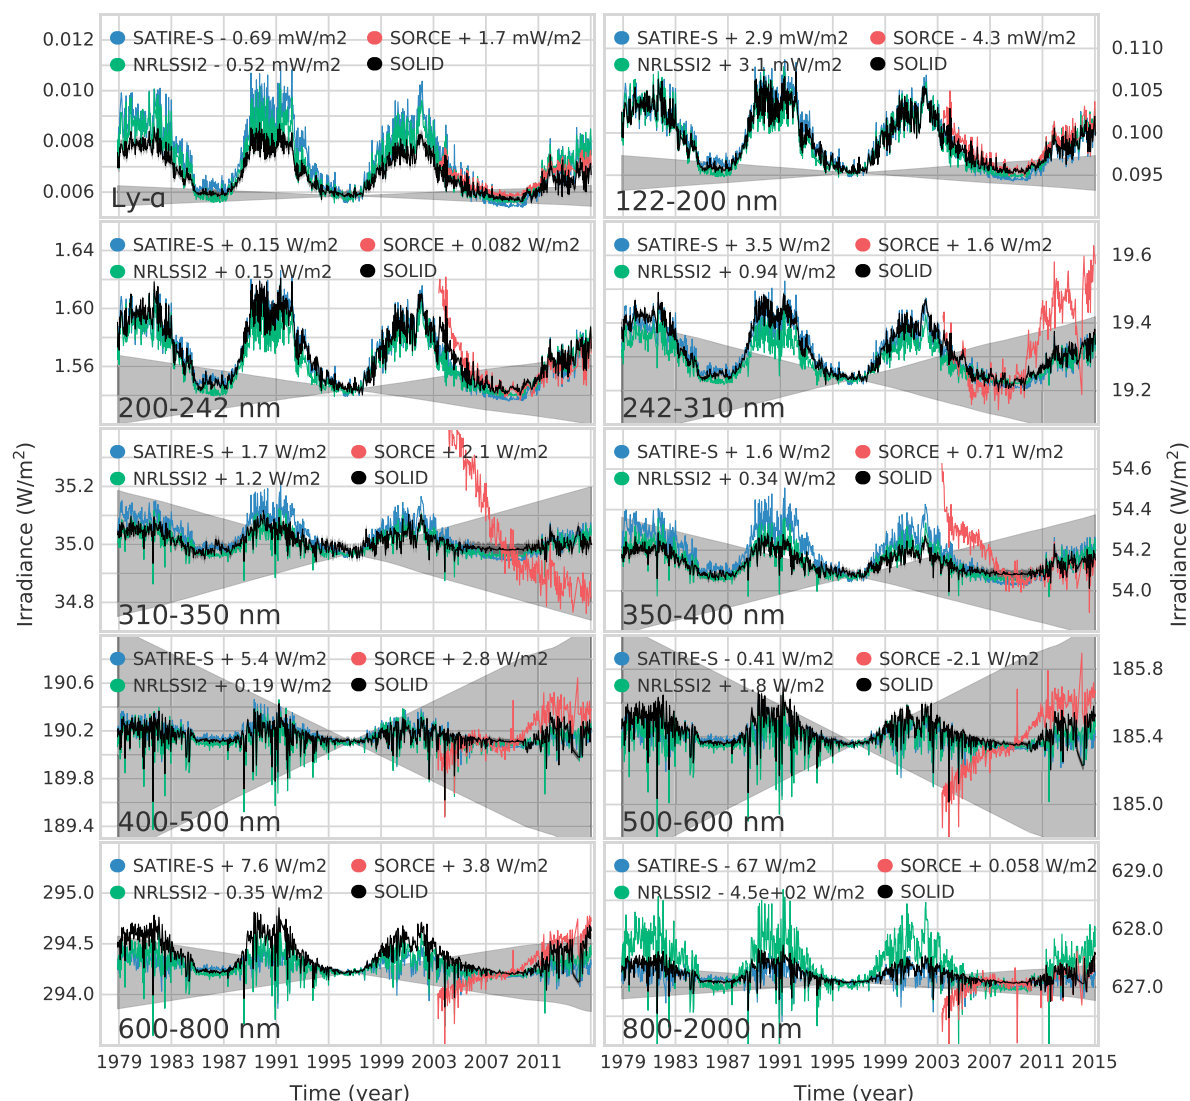 0.012
SATIRE-S - 0.69 mW/m2
SORCE + 1.7 mW/m2
NRLSSI2 - 0.52 mW/m2
SOLID
0.010
0.008
0.006
Ly-α
SATIRE-S + 2.9 mW/m2
SORCE - 4.3 mW/m2
NRLSSI2 + 3.1 mW/m2
SOLID
0.110
0.105
0.100
0.095
122-200 nm
1.64
SATIRE-S + 0.15 W/m2
SORCE + 0.082 W/m2
NRLSSI2 + 0.15 W/m2
SOLID
1.60
1.56
200-242 nm
SATIRE-S + 3.5 W/m2
SORCE + 1.6 W/m2
NRLSSI2 + 0.94 W/m2
SOLID
19.6
19.4
19.2
242-310 nm
SATIRE-S + 1.7 W/m2
SORCE + 2.1 W/m2
NRLSSI2 + 1.2 W/m2
SOLID
35.2
35.0
34.8
310-350 nm
SATIRE-S + 1.6 W/m2
SORCE + 0.71 W/m2
NRLSSI2 + 0.34 W/m2
SOLID
54.6
54.4
54.2
54.0
350-400 nm
Irradiance (W/m²)
Irradiance (W/m²)
SATIRE-S + 5.4 W/m2
SORCE + 2.8 W/m2
NRLSSI2 + 0.19 W/m2
SOLID
190.6
190.2
189.8
189.4
400-500 nm
SATIRE-S - 0.41 W/m2
SORCE -2.1 W/m2
NRLSSI2 + 1.8 W/m2
SOLID
185.8
185.4
185.0
500-600 nm
SATIRE-S + 7.6 W/m2
SORCE + 3.8 W/m2
NRLSSI2 - 0.35 W/m2
SOLID
295.0
294.5
294.0
600-800 nm
SATIRE-S - 67 W/m2
SORCE + 0.058 W/m2
NRLSSI2 - 4.5e+02 W/m2
SOLID
629.0
628.0
627.0
800-2000 nm
1979 1983 1987 1991 1995 1999 2003 2007 2011
1979 1983 1987 1991 1995 1999 2003 2007 2011 2015
Time (year)
Time (year)